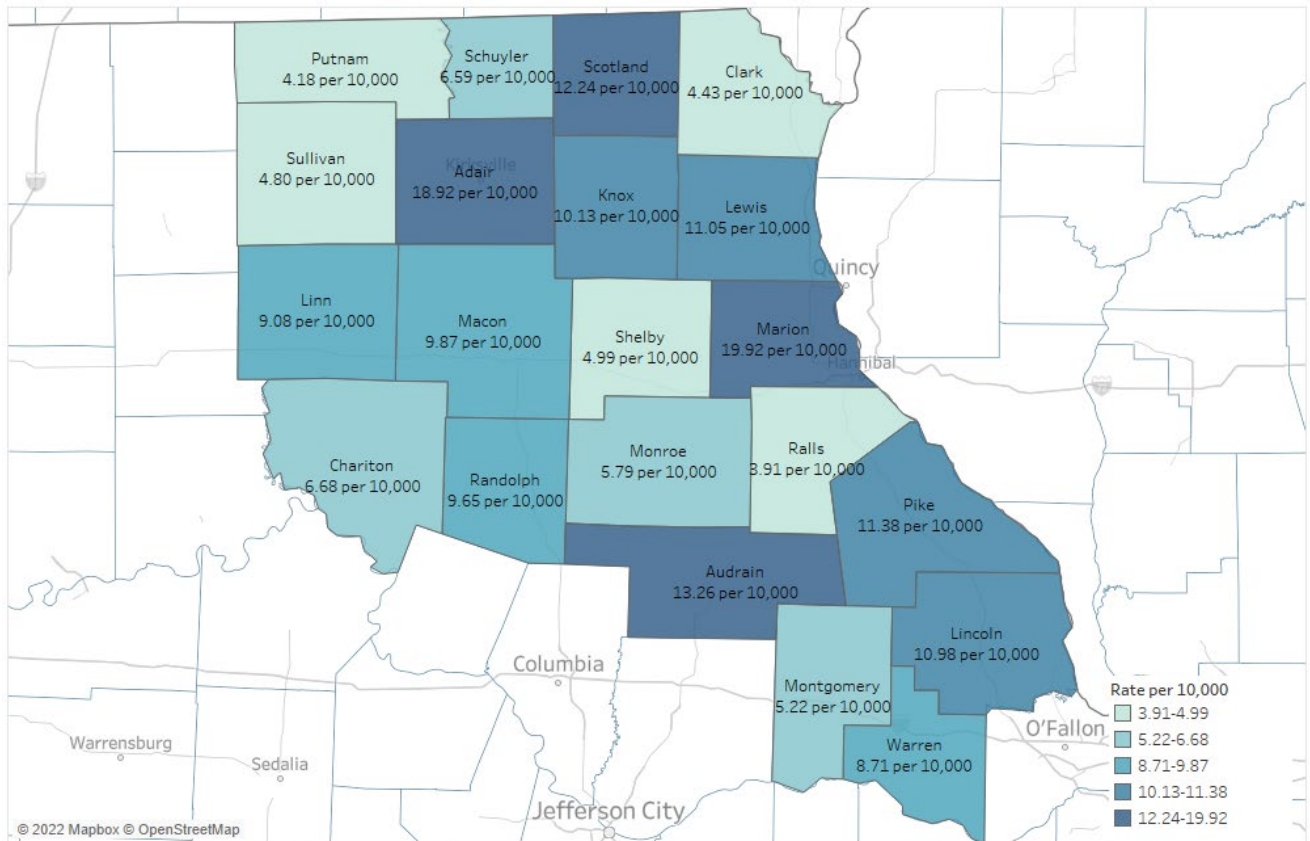 Putnam
4.18 per 10,000
Schuyler
6.59 per 10,000
Scotland
12.24 per 10,000
Clark
4.43 per 10,000
Sullivan
4.80 per 10,000
Kirksville
Adair
18.92 per 10,000
Knox
10.13 per 10,000
Lewis
11.05 per 10,000
Quincy
Linn
9.08 per 10,000
Macon
9.87 per 10,000
Shelby
4.99 per 10,000
Marion
19.92 per 10,000
Hannibal
Chariton
6.68 per 10,000
Randolph
9.65 per 10,000
Monroe
5.79 per 10,000
Ralls
3.91 per 10,000
Pike
11.38 per 10,000
Audrain
13.26 per 10,000
Lincoln
10.98 per 10,000
Columbia
Montgomery
5.22 per 10,000
Warren
8.71 per 10,000
O'Fallon
Warrensburg
Sedalia
Jefferson City
Rate per 10,000
3.91-4.99
5.22-6.68
8.71-9.87
10.13-11.38
12.24-19.92
© 2022 Mapbox © OpenStreetMap